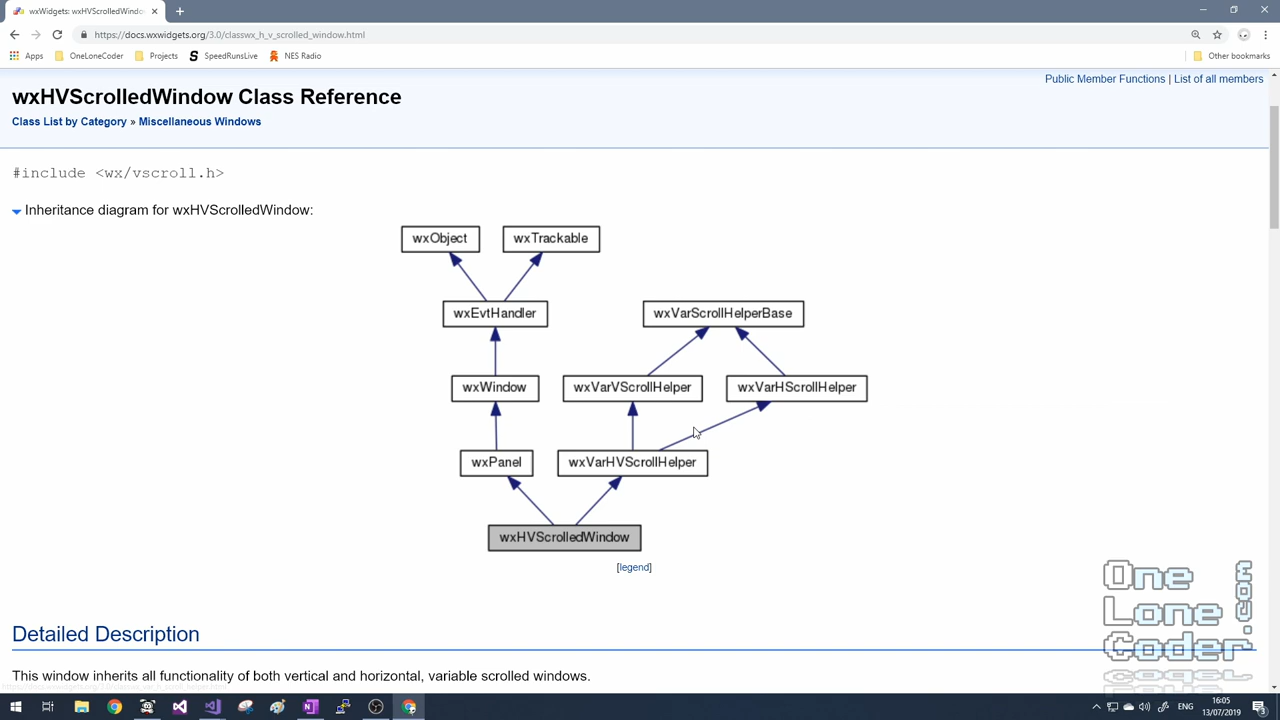 wxWidgets: wxHVScrolledWindo
https://docs.wxwidgets.org/3.0/classwx_h_v_scrolled_window.html
Apps
OneLoneCoder
Projects
SpeedRunsLive
NES Radio
Other bookmarks
Public Member Functions | List of all members
wxHVScrolledWindow Class Reference
Class List by Category » Miscellaneous Windows
#include <wx/vscroll.h>
Inheritance diagram for wxHVScrolledWindow:
wxObject
wxTrackable
wxEvtHandler
wxVarScrollHelperBase
wxWindow
wxVarVScrollHelper
wxVarHScrollHelper
wxPanel
wxVarHVScrollHelper
wxHVScrolledWindow
[legend]
One
Lone
Coder
.com
Detailed Description
This window inherits all functionality of both vertical and horizontal, variable scrolled windows.
16:05
13/07/2019